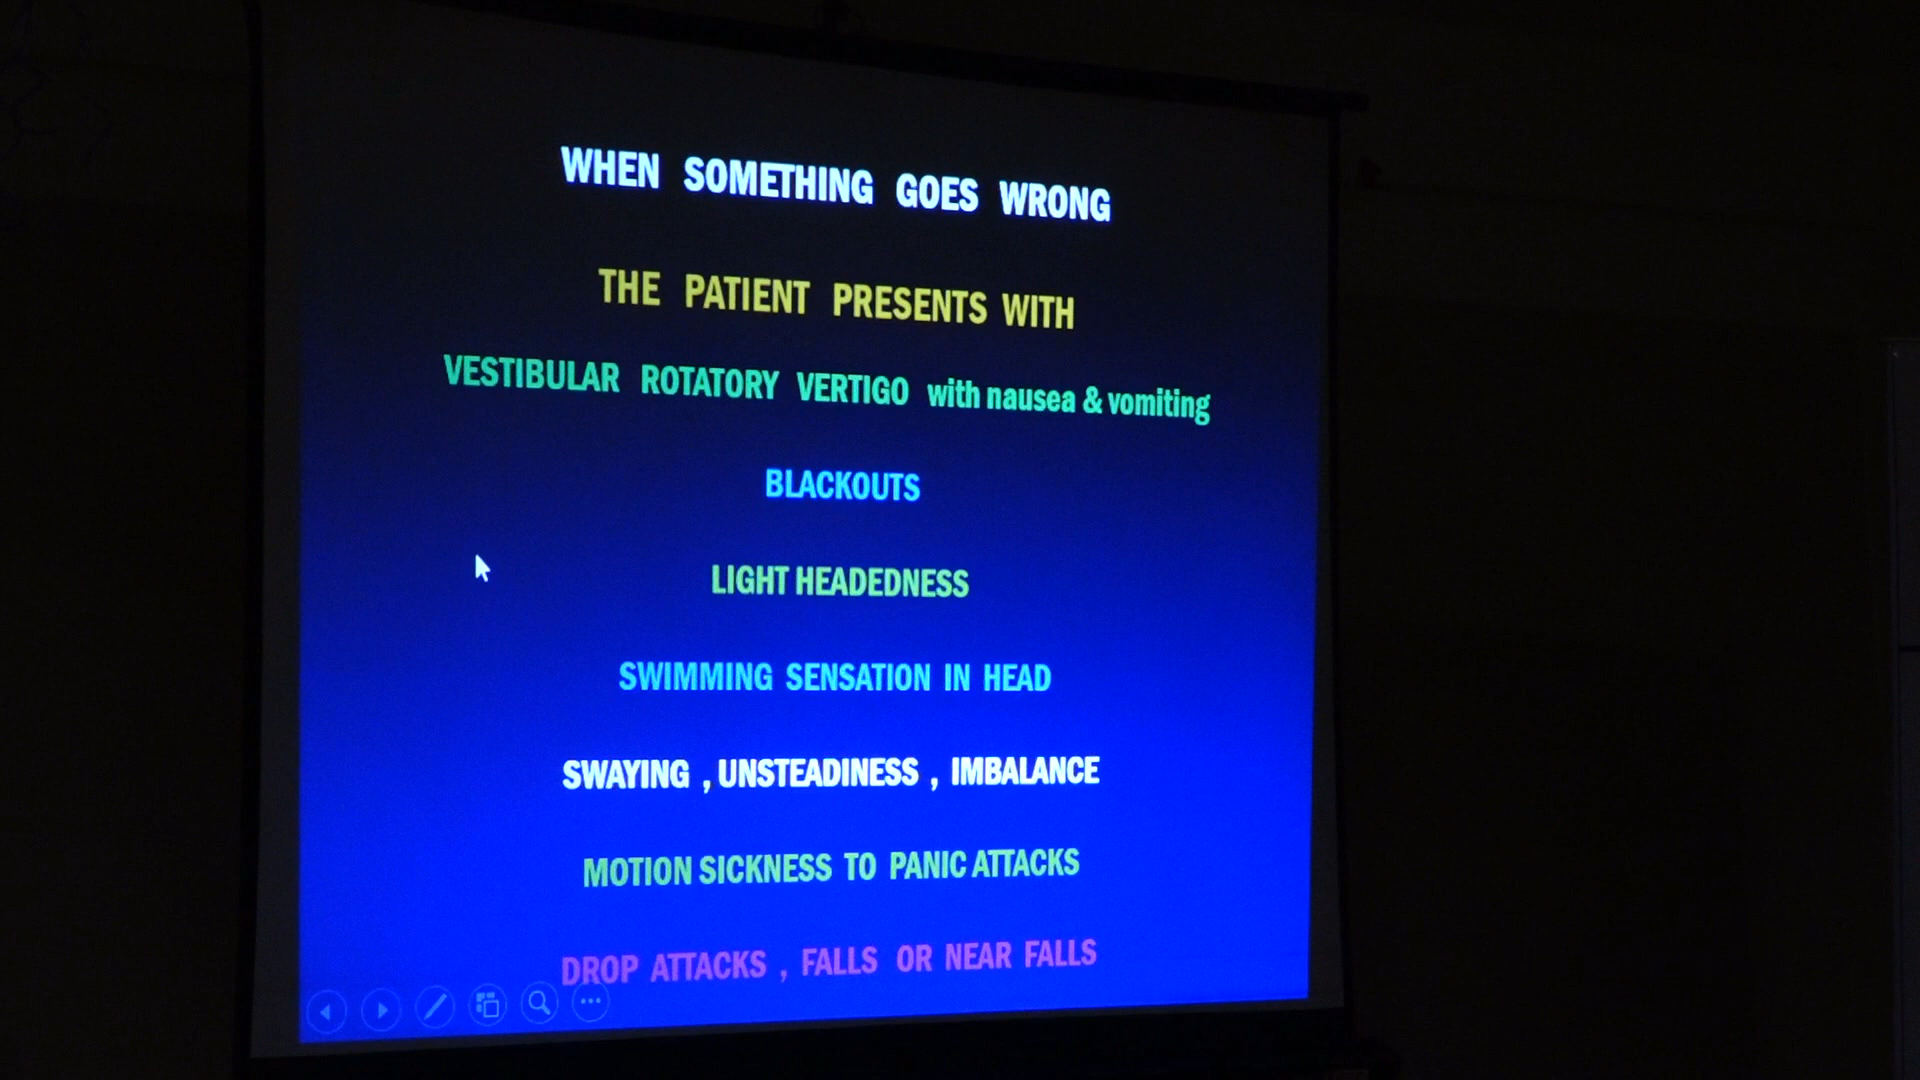 WHEN SOMETHING GOES WRONG
THE PATIENT PRESENTS WITH
VESTIBULAR ROTATORY VERTIGO with nausea & vomiting
BLACKOUTS
LIGHT HEADEDNESS
SWIMMING SENSATION IN HEAD
SWAYING , UNSTEADINESS , IMBALANCE
MOTION SICKNESS TO PANIC ATTACKS
DROP ATTACKS , FALLS OR NEAR FALLS